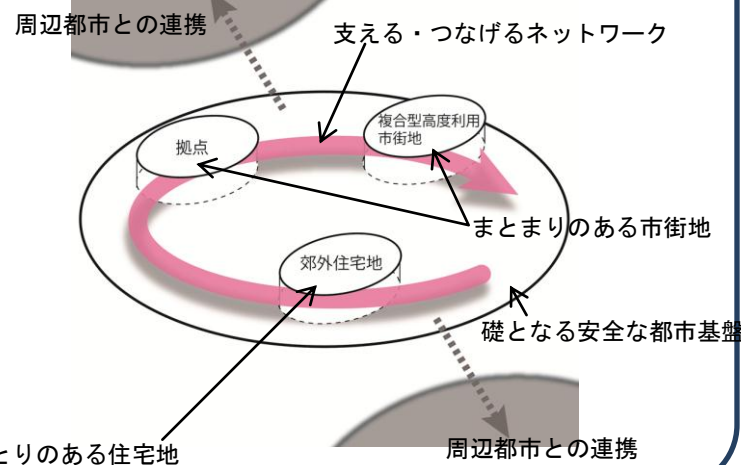 周辺都市との連携
支える・つなげるネットワーク
複合型高度利用
市街地
拠点
まとまりのある市街地
郊外住宅地
礎となる安全な都市基盤
とりのある住宅地
周辺都市との連携